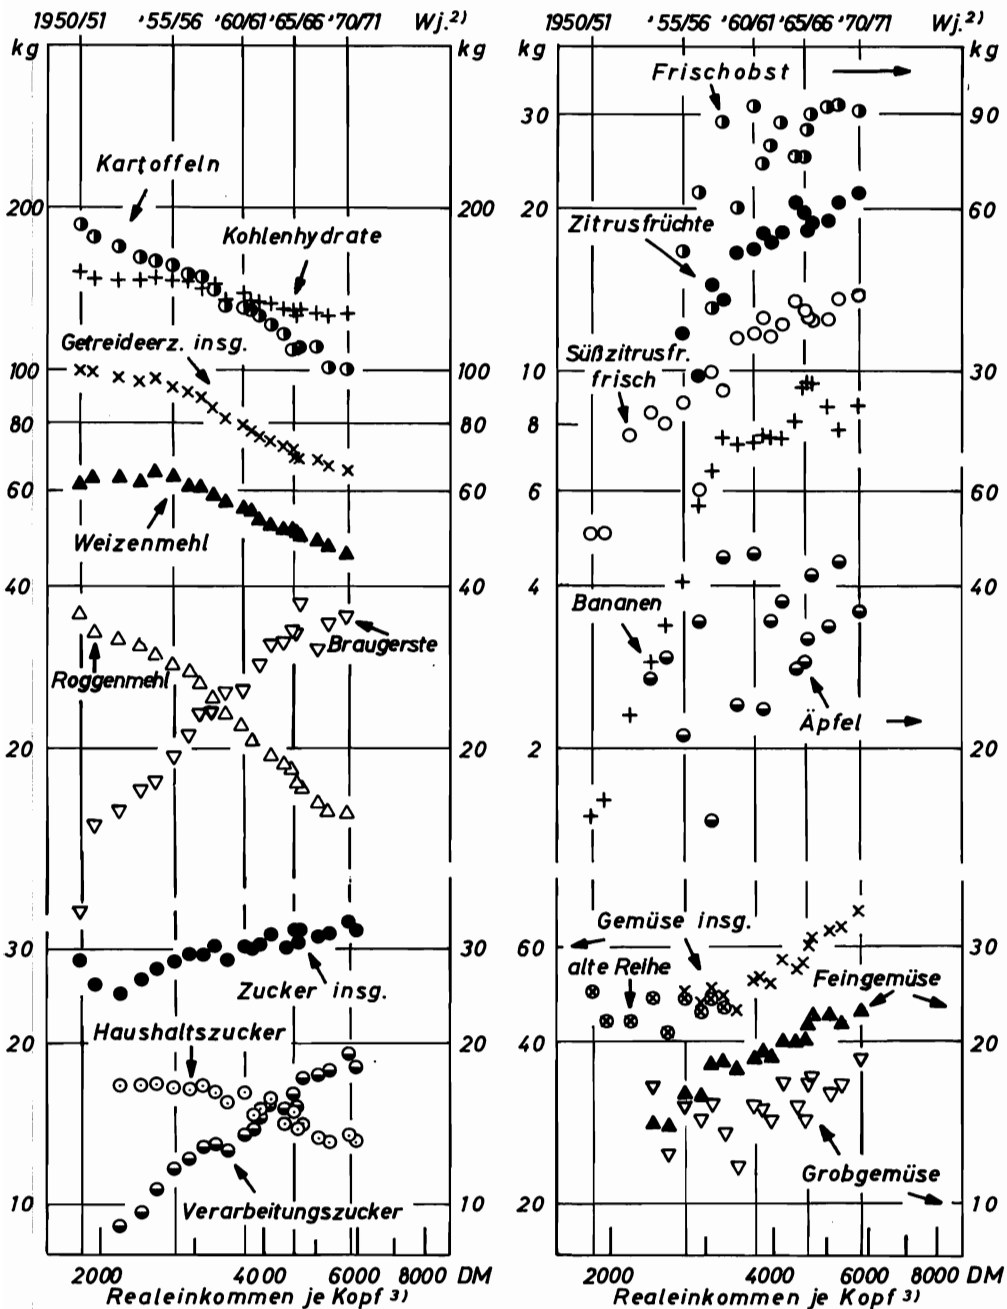 1950/51 '55/56 '60/61 '65/66 '70/71 Wj.2)
kg kg
Kartoffeln
200 200
Kohlenhydrate
Getreideerz. insg.
100 100
80 80
60 60
Weizenmehl
40 40
Braugerste
Roggenmehl
20 20
30 30
Zucker insg.
Haushaltszucker
20 20
10 10
Verarbeitungszucker
2000 4000 6000 DM
Realeinkommen je Kopf 3)
1950/51 '55/56 '60/61 '65/66 '70/71 Wj.2)
kg kg
Frischobst
30 90
20 60
Zitrusfrüchte
Süßzitrusfr.
frisch
10 30
8
6 60
4 40
Bananen
Äpfel
2 20
Gemüse insg.
60 30
alte Reihe
Feingemüse
40 20
Grobgemüse
20 10
2000 4000 6000 8000 DM
Realeinkommen je Kopf 3)